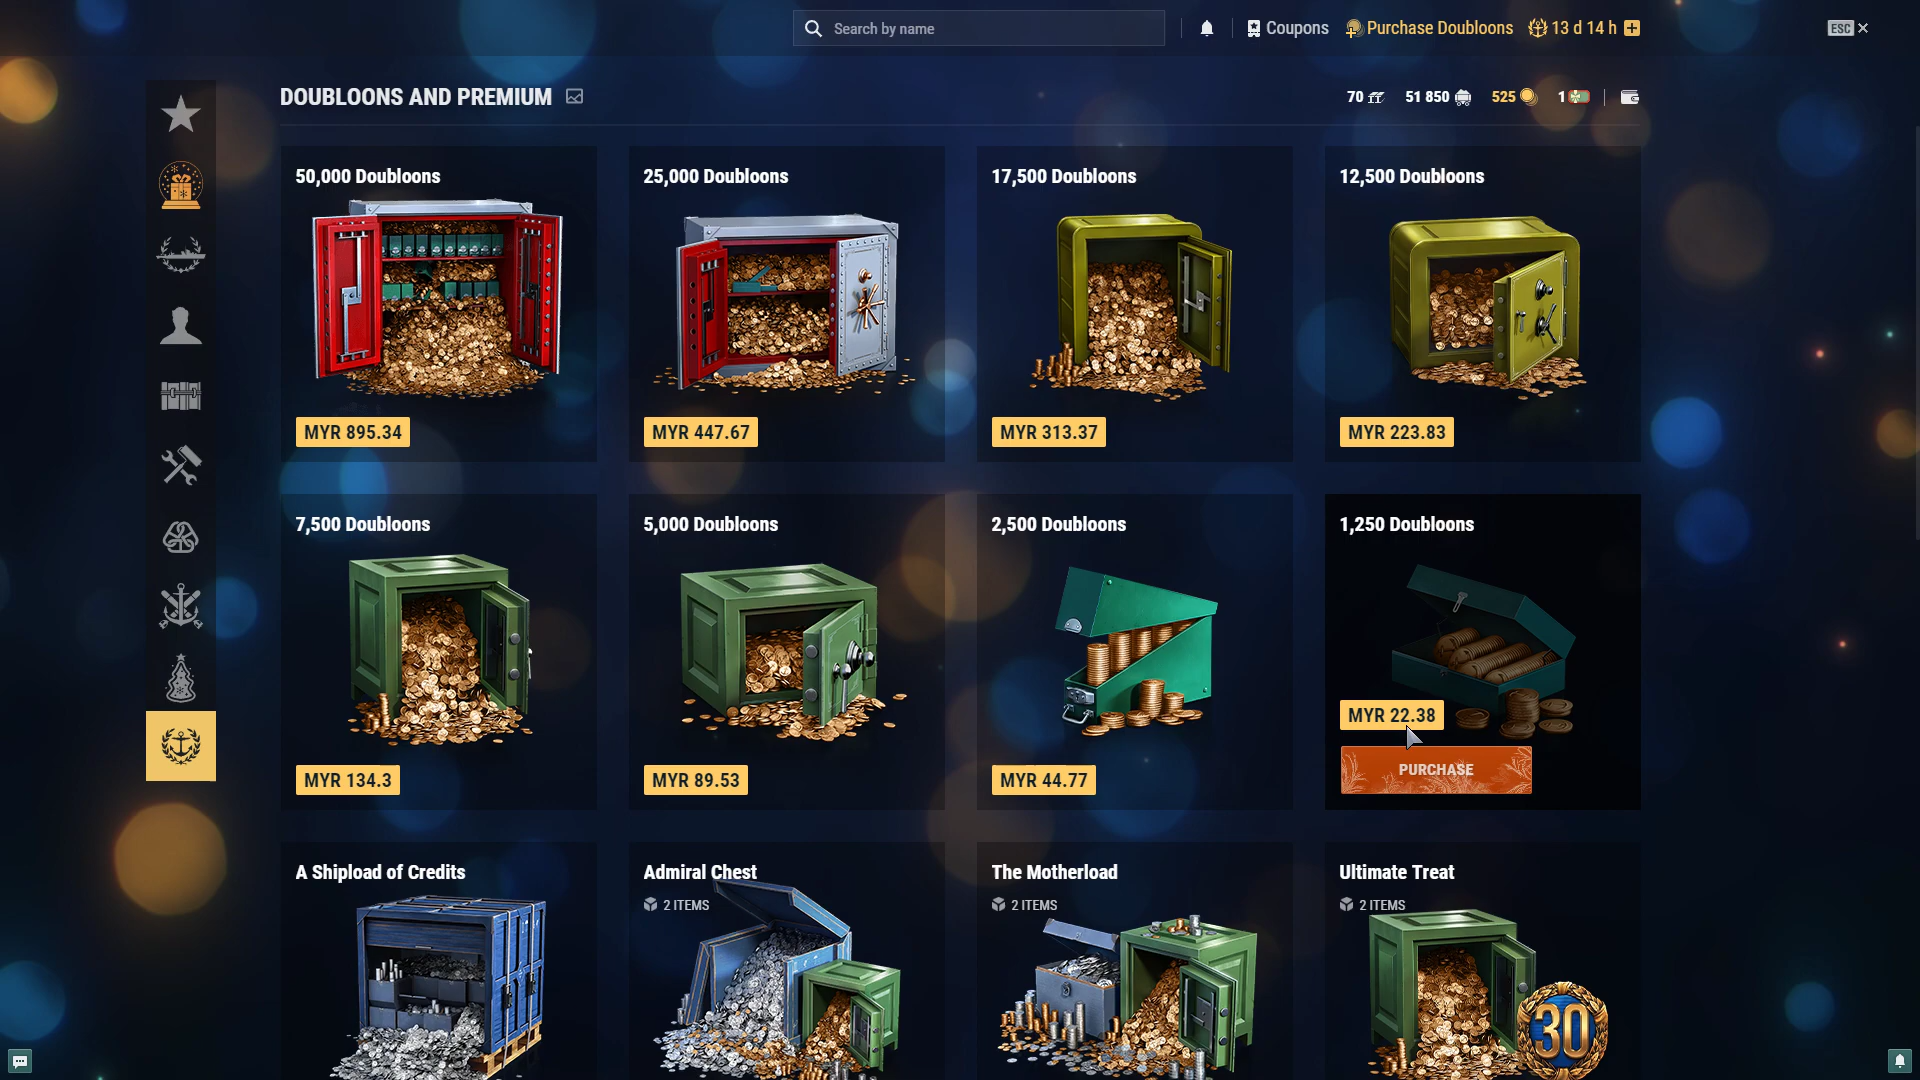 Search by name
Coupons
Purchase Doubloons
13 d 14 h
ESC
DOUBLOONS AND PREMIUM
70
51 850
525
1
50,000 Doubloons
25,000 Doubloons
17,500 Doubloons
12,500 Doubloons
MYR 895.34
MYR 447.67
MYR 313.37
MYR 223.83
7,500 Doubloons
5,000 Doubloons
2,500 Doubloons
1,250 Doubloons
MYR 22.38
MYR 134.3
MYR 89.53
MYR 44.77
PURCHASE
A Shipload of Credits
Admiral Chest
The Motherload
Ultimate Treat
2 ITEMS
2 ITEMS
2 ITEMS
30